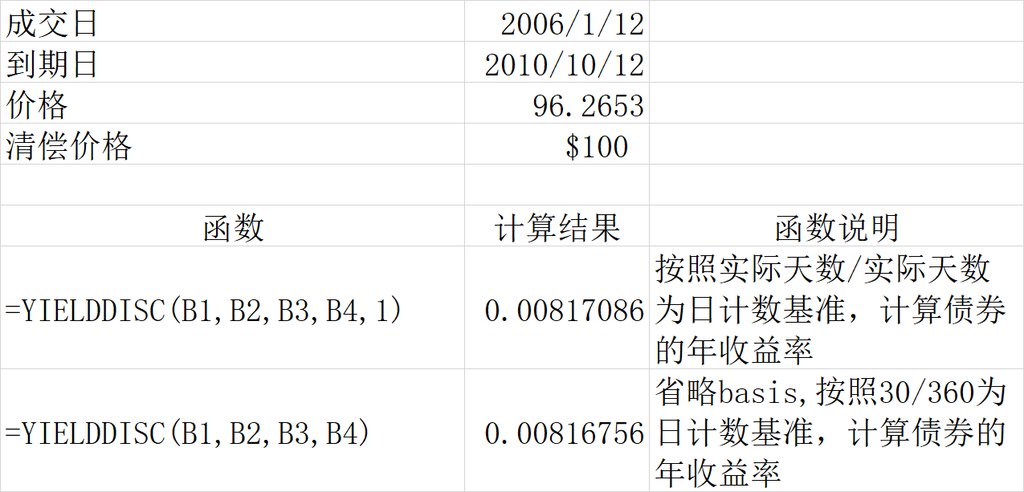 成交日 2006/1/12
到期日 2010/10/12
价格 96.2653
清偿价格 $100
函数 计算结果 函数说明
=YIELDDISC(B1,B2,B3,B4,1) 0.00817086 按照实际天数/实际天数
为日计数基准，计算债券
的年收益率
=YIELDDISC(B1,B2,B3,B4) 0.00816756 省略basis,按照30/360为
日计数基准，计算债券的
年收益率